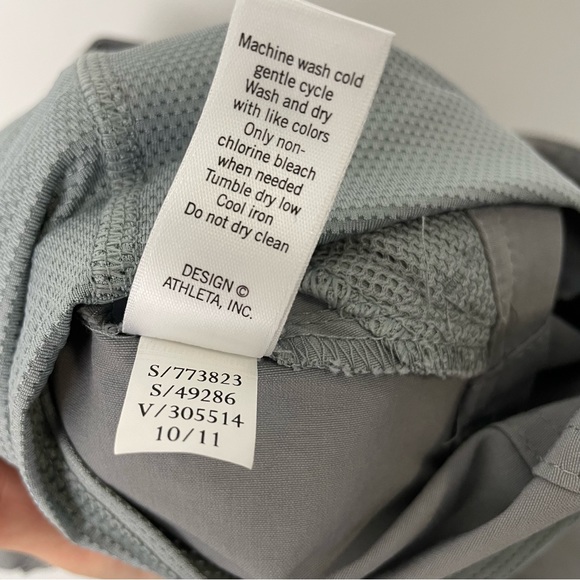 Machine wash cold
gentle cycle
Wash and dry
with like colors
Only non-
chlorine bleach
when needed
Tumble dry low
Cool iron
Do not dry clean
DESIGN ©
ATHLETA, INC.
S/773823
S/49286
V/305514
10/11